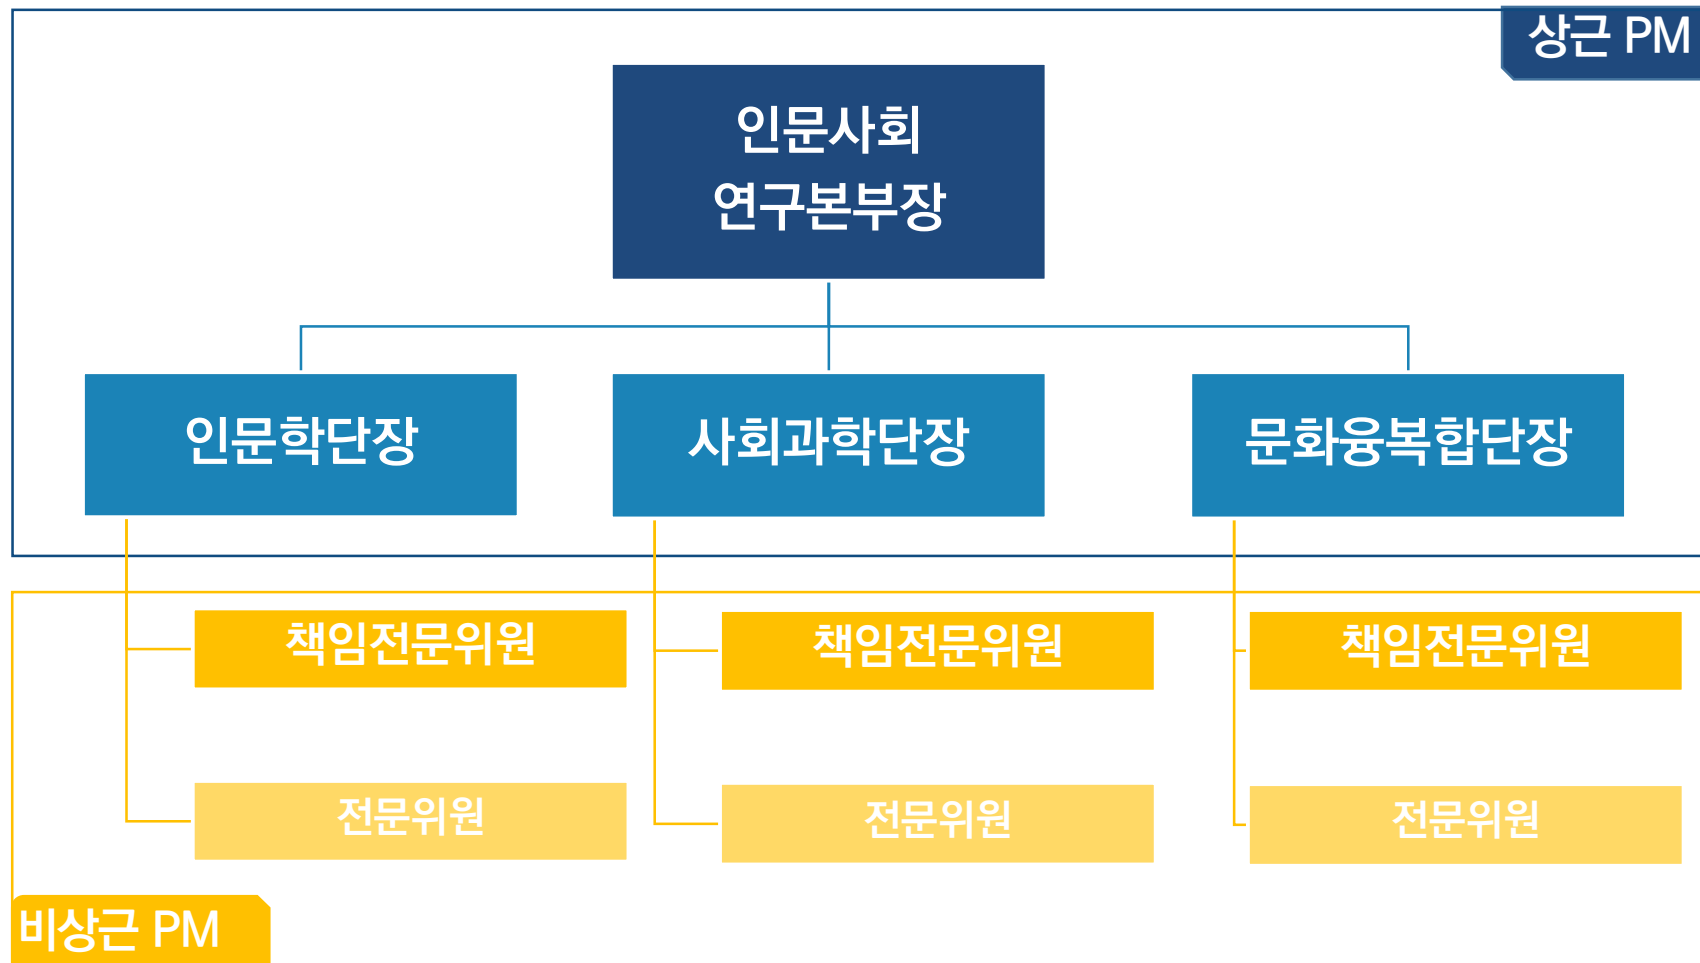 상근 PM
인문사회
연구본부장
인문학단장
사회과학단장
문화융복합단장
책임전문위원
책임전문위원
책임전문위원
전문위원
전문위원
전문위원
비상근 PM